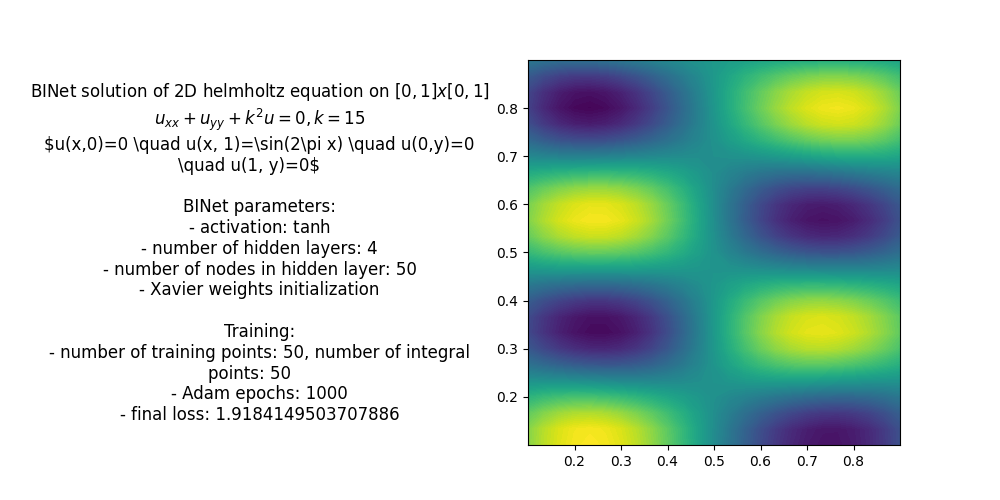 BINet solution of 2D helmholtz equation on [0, 1]x[0, 1]
u_{xx} + u_{yy} + k^2u = 0, k = 15
$u(x,0)=0 \quad u(x, 1)=\sin(2\pi x) \quad u(0,y)=0
\quad u(1, y)=0$
BINet parameters:
- activation: tanh
- number of hidden layers: 4
- number of nodes in hidden layer: 50
- Xavier weights initialization
Training:
- number of training points: 50, number of integral
points: 50
- Adam epochs: 1000
- final loss: 1.9184149503707886
0.8
0.7
0.6
0.5
0.4
0.3
0.2
0.2 0.3 0.4 0.5 0.6 0.7 0.8